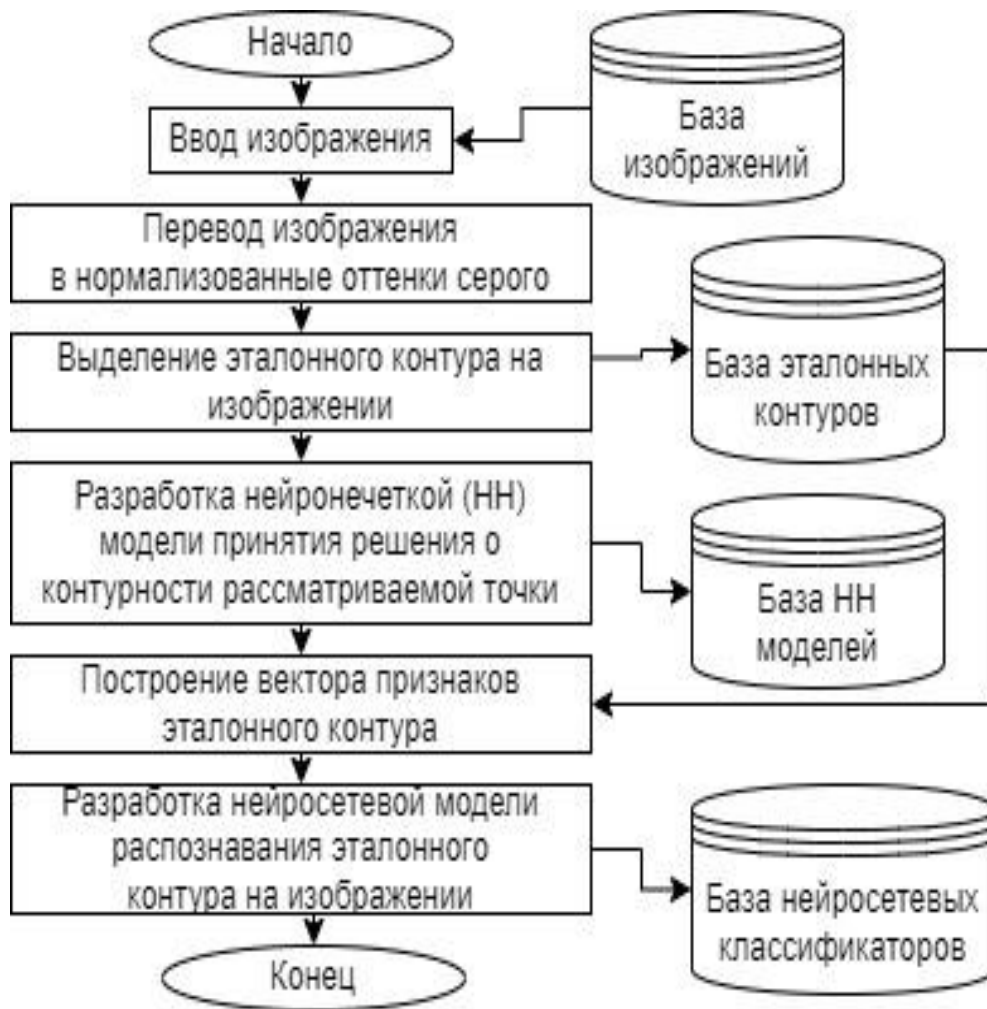 Начало
Ввод изображения
База
изображений
Перевод изображения
в нормализованные оттенки серого
Выделение эталонного контура на
изображении
База эталонных
контуров
Разработка нейронечеткой (НН)
модели принятия решения о
контурности рассматриваемой точки
База НН
моделей
Построение вектора признаков
эталонного контура
Разработка нейросетевой модели
распознавания эталонного
контура на изображении
База нейросетевых
классификаторов
Конец